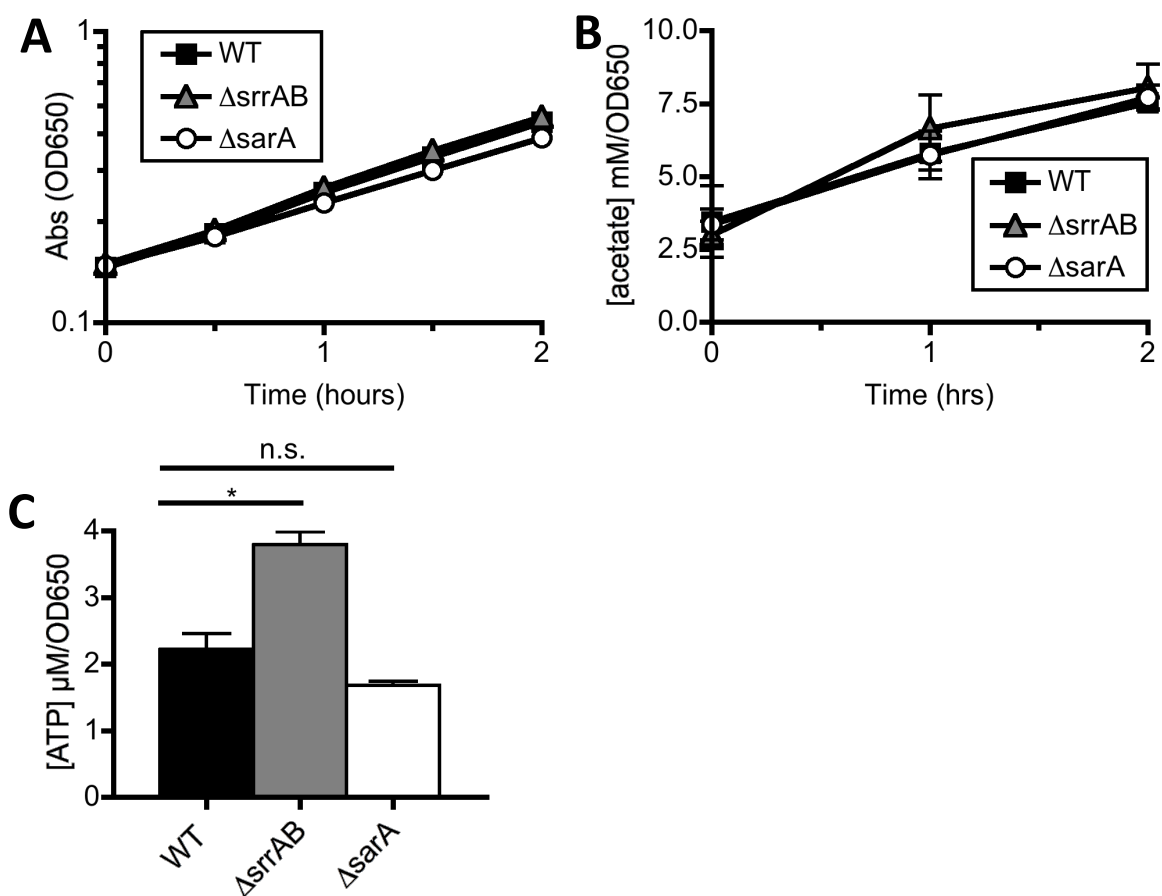 A
1
Abs (OD650)
0.1
WT
ΔsrrAB
ΔsarA
0 1 2
Time (hours)
B
10.0
7.5
5.0
2.5
0.0
[acetate] mM/OD650
WT
ΔsrrAB
ΔsarA
0 1 2
Time (hrs)
C
n.s.
*
4
3
2
1
0
[ATP] µM/OD650
WT
ΔsrrAB
ΔsarA